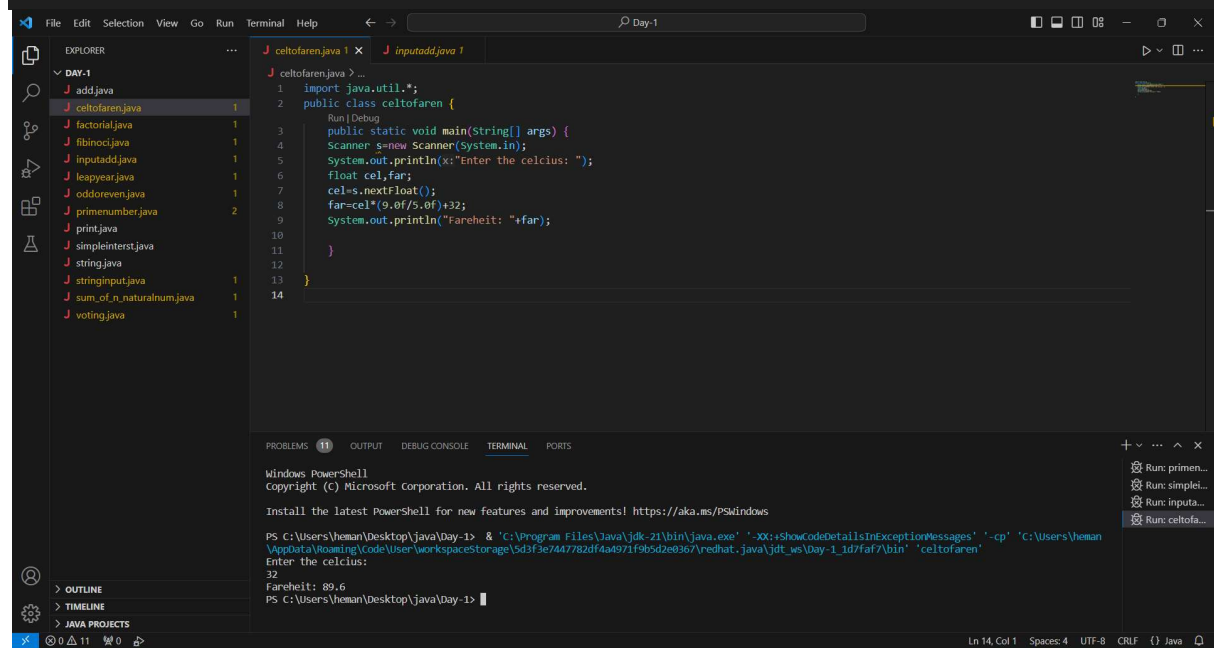 File Edit Selection View Go Run Terminal Help
Day-1
EXPLORER
DAY-1
J add.java
J celtofaren.java 1
J factorial.java 1
J fibinoci.java 1
J inputadd.java 1
J leapyear.java 1
J oddoreven.java 1
J primenumber.java 2
J print.java
J simpleinterst.java
J string.java
J stringinput.java 1
J sum_of_n_naturalnum.java 1
J voting.java 1
> OUTLINE
> TIMELINE
> JAVA PROJECTS
J celtofaren.java 1 J inputadd.java 1
J celtofaren.java > ...
1 import java.util.*;
2 public class celtofaren {
Run | Debug
3 public static void main(String[] args) {
4 Scanner s=new Scanner(System.in);
5 System.out.println(x:"Enter the celcius: ");
6 float cel,far;
7 cel=s.nextFloat();
8 far=cel*(9.0f/5.0f)+32;
9 System.out.println("Fareheit: "+far);
10
11 }
12
13 }
14
PROBLEMS 11 OUTPUT DEBUG CONSOLE TERMINAL PORTS
Windows PowerShell
Copyright (C) Microsoft Corporation. All rights reserved.
Install the latest PowerShell for new features and improvements! https://aka.ms/PSWindows
PS C:\Users\heman\Desktop\java\Day-1> & 'C:\Program Files\Java\jdk-21\bin\java.exe' '-XX:+ShowCodeDetailsInExceptionMessages' '-cp' 'C:\Users\heman
\AppData\Roaming\Code\User\workspaceStorage\5d3f3e7447782df4a4971f9b5d2e0367\redhat.java\jdt_ws\Day-1_1d7faf7\bin' 'celtofaren'
Enter the celcius:
32
Fareheit: 89.6
PS C:\Users\heman\Desktop\java\Day-1>
Run: primen...
Run: simplei...
Run: inputa...
Run: celtofa...
0 11 0
Ln 14, Col 1 Spaces: 4 UTF-8 CRLF {} Java